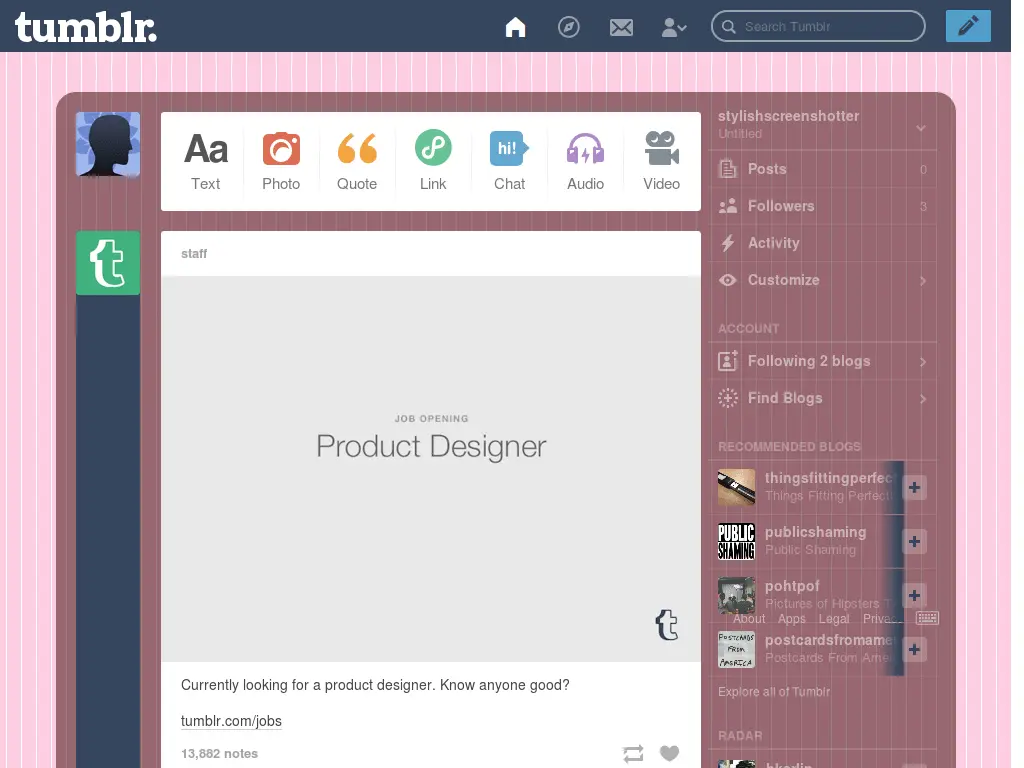 tumblr.
Search Tumblr
Aa
Text
Photo
Quote
Link
hi!
Chat
Audio
Video
stylishscreenshotter
Untitled
Posts 0
Followers 3
Activity
Customize
ACCOUNT
Following 2 blogs
Find Blogs
RECOMMENDED BLOGS
thingsfittingperfec
Things Fitting Perfect
PUBLIC
SHAMING
publicshaming
Public Shaming
pohtpof
Pictures of Hipsters T
About Apps Legal Privac
POSTCARDS
FROM
AMERICA
postcardsfromame
Postcards From Ame
Explore all of Tumblr
RADAR
staff
JOB OPENING
Product Designer
t
Currently looking for a product designer. Know anyone good?
tumblr.com/jobs
13,882 notes